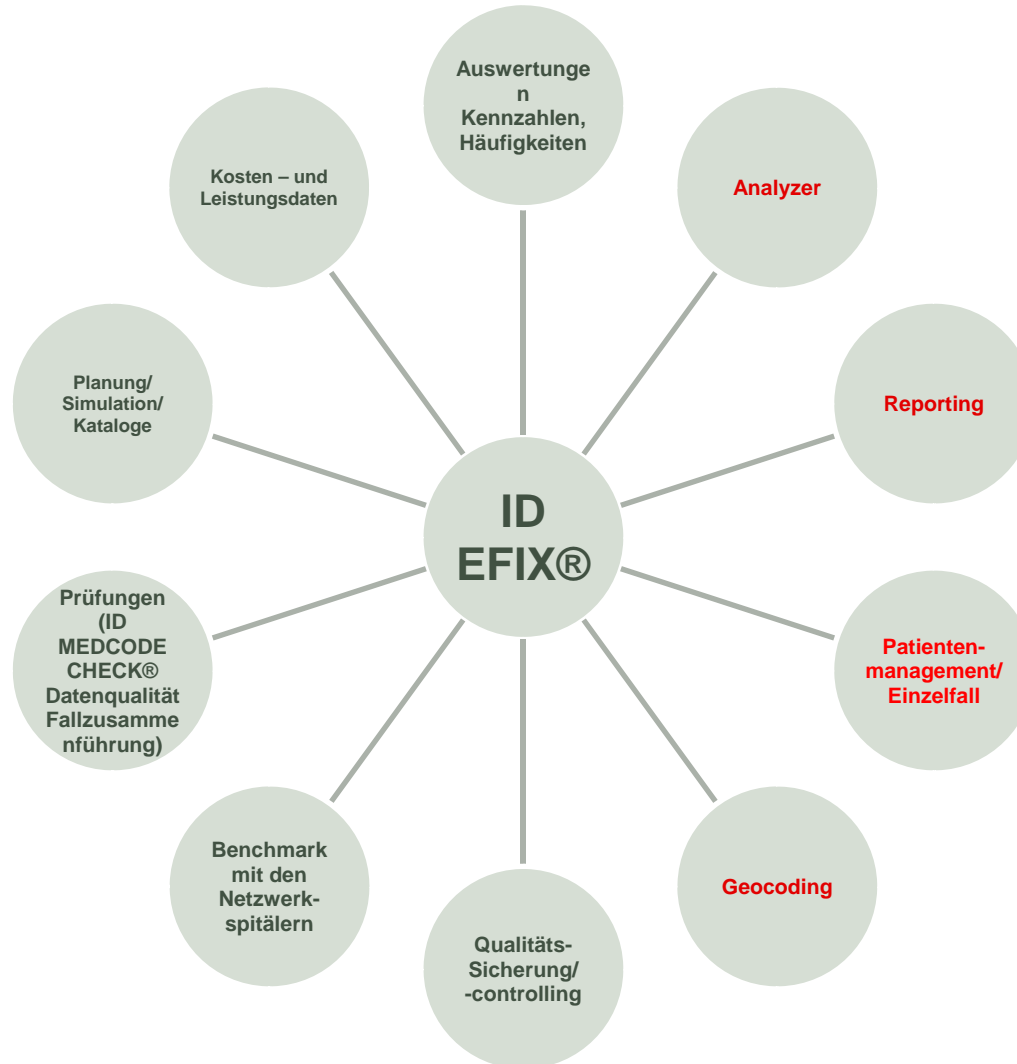 Auswertunge
n
Kennzahlen,
Häufigkeiten
Analyzer
Reporting
Patienten-
management/
Einzelfall
Geocoding
Qualitäts-
Sicherung/
-controlling
Benchmark
mit den
Netzwerk-
spitälern
Prüfungen
(ID
MEDCODE
CHECK®
Datenqualität
Fallzusamme
nführung)
Planung/
Simulation/
Kataloge
Kosten – und
Leistungsdaten
ID
EFIX®